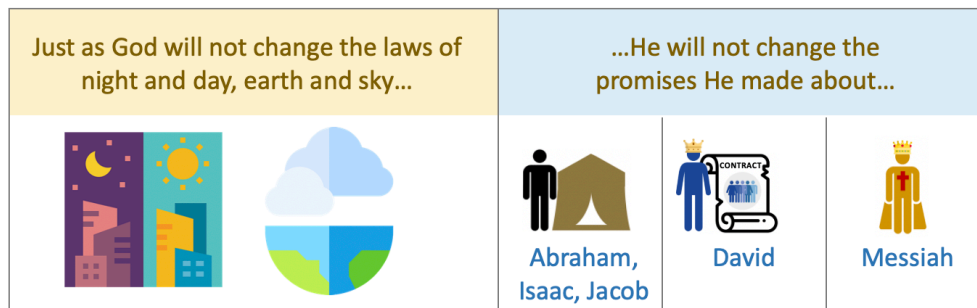 Just as God will not change the laws of
night and day, earth and sky...
...He will not change the
promises He made about...
CONTRACT
Abraham,
Isaac, Jacob
David
Messiah